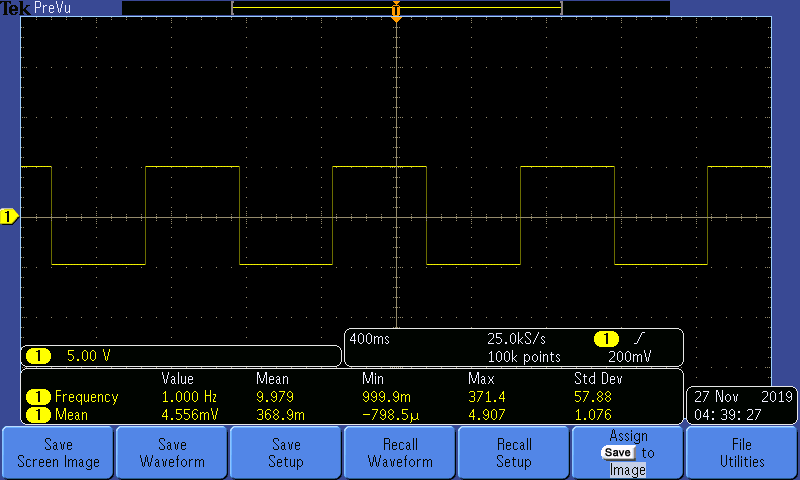 Tek PreVu
T
1
1 5.00 V
400ms 25.0kS/s 1
100k points 200mV
Value Mean Min Max Std Dev
1 Frequency 1.000 Hz 9.979 999.9m 371.4 57.88
1 Mean 4.556mV 368.9m −798.5µ 4.907 1.076
27 Nov 2019
04:39:27
Save
Screen Image
Save
Waveform
Save
Setup
Recall
Waveform
Recall
Setup
Assign
Save to
Image
File
Utilities